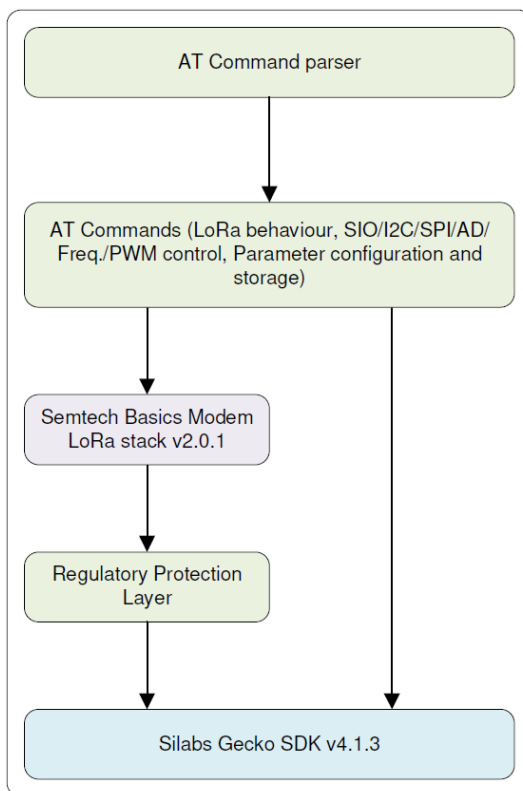 AT Command parser
AT Commands (LoRa behaviour, SIO/I2C/SPI/AD/
Freq./PWM control, Parameter configuration and
storage)
Semtech Basics Modem
LoRa stack v2.0.1
Regulatory Protection
Layer
Silabs Gecko SDK v4.1.3